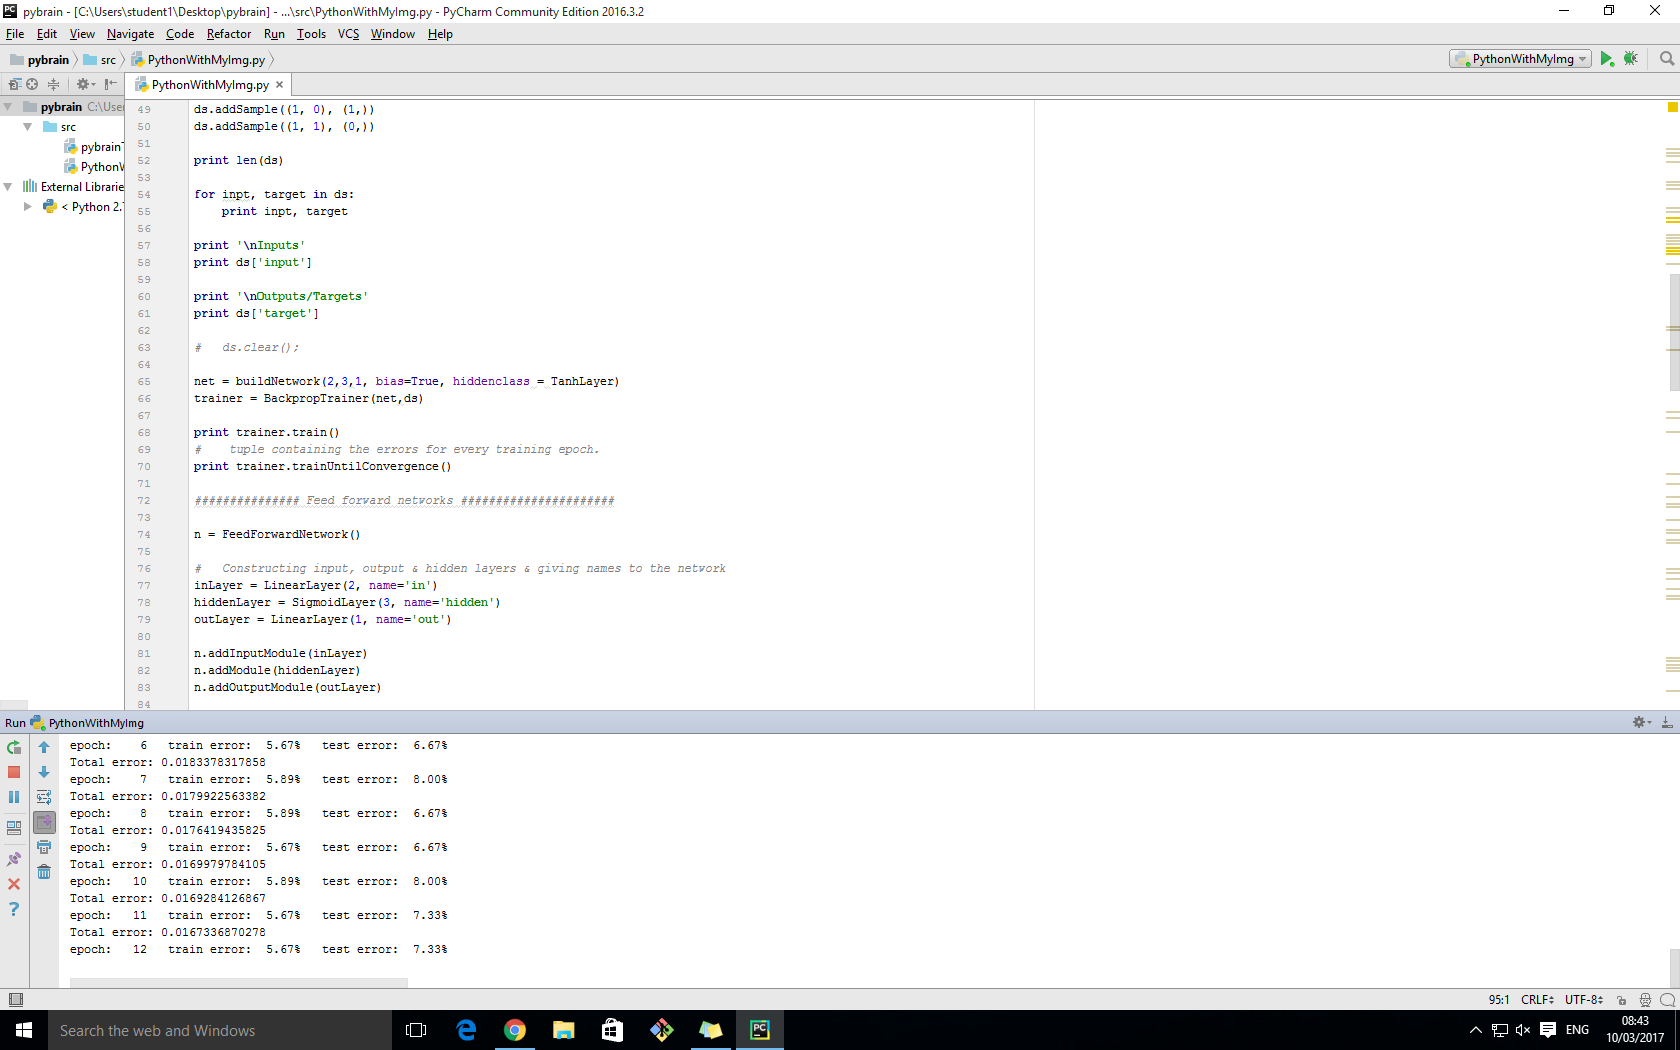 pybrain - [C:\Users\student1\Desktop\pybrain] - ...\src\PythonWithMyImg.py - PyCharm Community Edition 2016.3.2
File Edit View Navigate Code Refactor Run Tools VCS Window Help
pybrain src PythonWithMyImg.py PythonWithMyImg
PythonWithMyImg.py
pybrain C:\User
src
pybrain
PythonW
External Librarie
< Python 2.
49 ds.addSample((1, 0), (1,))
50 ds.addSample((1, 1), (0,))
51
52 print len(ds)
53
54 for inpt, target in ds:
55     print inpt, target
56
57 print '\nInputs'
58 print ds['input']
59
60 print '\nOutputs/Targets'
61 print ds['target']
62
63 #   ds.clear();
64
65 net = buildNetwork(2,3,1, bias=True, hiddenclass = TanhLayer)
66 trainer = BackpropTrainer(net,ds)
67
68 print trainer.train()
69 #    tuple containing the errors for every training epoch.
70 print trainer.trainUntilConvergence()
71
72 ############### Feed forward networks ######################
73
74 n = FeedForwardNetwork()
75
76 #   Constructing input, output & hidden layers & giving names to the network
77 inLayer = LinearLayer(2, name='in')
78 hiddenLayer = SigmoidLayer(3, name='hidden')
79 outLayer = LinearLayer(1, name='out')
80
81 n.addInputModule(inLayer)
82 n.addModule(hiddenLayer)
83 n.addOutputModule(outLayer)
84
Run PythonWithMyImg
epoch:    6   train error:  5.67%   test error:  6.67%
Total error: 0.0183378317858
epoch:    7   train error:  5.89%   test error:  8.00%
Total error: 0.0179922563382
epoch:    8   train error:  5.89%   test error:  6.67%
Total error: 0.0176419435825
epoch:    9   train error:  5.67%   test error:  6.67%
Total error: 0.0169979784105
epoch:   10   train error:  5.89%   test error:  8.00%
Total error: 0.0169284126867
epoch:   11   train error:  5.67%   test error:  7.33%
Total error: 0.0167336870278
epoch:   12   train error:  5.67%   test error:  7.33%
95:1 CRLF UTF-8
Search the web and Windows
ENG
08:43
10/03/2017